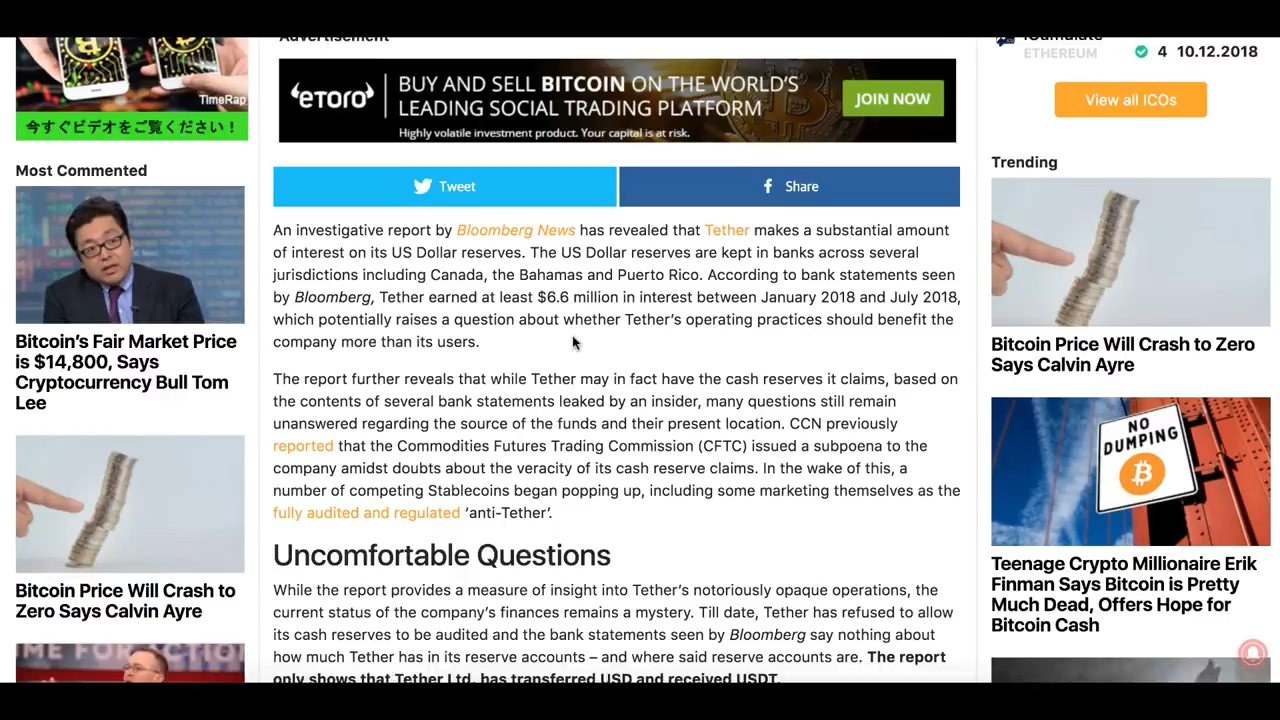 TimeRap
今すぐビデオをご覧ください！
Most Commented
Bitcoin's Fair Market Price
is $14,800, Says
Cryptocurrency Bull Tom
Lee
Bitcoin Price Will Crash to
Zero Says Calvin Ayre
Advertisement
eToro
BUY AND SELL BITCOIN ON THE WORLD'S
LEADING SOCIAL TRADING PLATFORM
Highly volatile investment product. Your capital is at risk.
JOIN NOW
Tweet
Share
An investigative report by Bloomberg News has revealed that Tether makes a substantial amount
of interest on its US Dollar reserves. The US Dollar reserves are kept in banks across several
jurisdictions including Canada, the Bahamas and Puerto Rico. According to bank statements seen
by Bloomberg, Tether earned at least $6.6 million in interest between January 2018 and July 2018,
which potentially raises a question about whether Tether's operating practices should benefit the
company more than its users.
The report further reveals that while Tether may in fact have the cash reserves it claims, based on
the contents of several bank statements leaked by an insider, many questions still remain
unanswered regarding the source of the funds and their present location. CCN previously
reported that the Commodities Futures Trading Commission (CFTC) issued a subpoena to the
company amidst doubts about the veracity of its cash reserve claims. In the wake of this, a
number of competing Stablecoins began popping up, including some marketing themselves as the
fully audited and regulated 'anti-Tether'.
Uncomfortable Questions
While the report provides a measure of insight into Tether's notoriously opaque operations, the
current status of the company's finances remains a mystery. Till date, Tether has refused to allow
its cash reserves to be audited and the bank statements seen by Bloomberg say nothing about
how much Tether has in its reserve accounts – and where said reserve accounts are. The report
only shows that Tether Ltd. has transferred USD and received USDT.
ETHEREUM
4 10.12.2018
View all ICOs
Trending
Bitcoin Price Will Crash to Zero
Says Calvin Ayre
NO
DUMPING
Teenage Crypto Millionaire Erik
Finman Says Bitcoin is Pretty
Much Dead, Offers Hope for
Bitcoin Cash